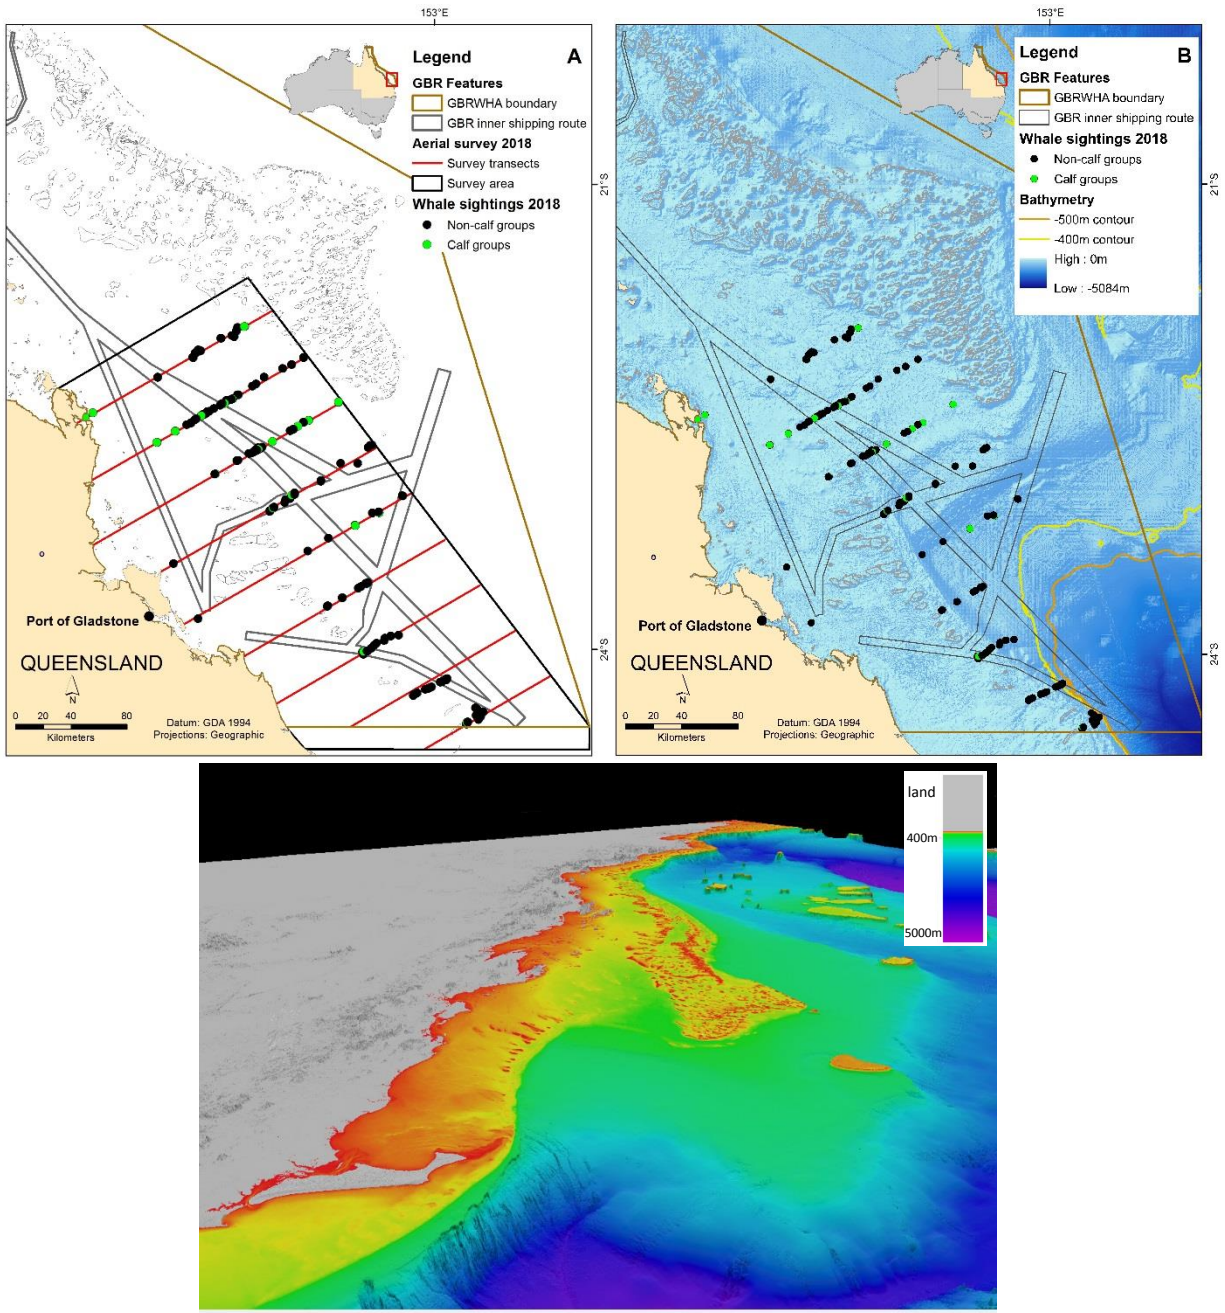 153°E
Legend
A
GBR Features
GBRWHA boundary
GBR inner shipping route
Aerial survey 2018
Survey transects
Survey area
Whale sightings 2018
Non-calf groups
Calf groups
21°S
Port of Gladstone
QUEENSLAND
24°S
N
0 20 40 80
Kilometers
Datum: GDA 1994
Projections: Geographic
153°E
Legend
B
GBR Features
GBRWHA boundary
GBR inner shipping route
Whale sightings 2018
Non-calf groups
Calf groups
Bathymetry
-500m contour
-400m contour
High : 0m
Low : -5084m
21°S
Port of Gladstone
QUEENSLAND
24°S
N
0 20 40 80
Kilometers
Datum: GDA 1994
Projections: Geographic
land
400m
5000m